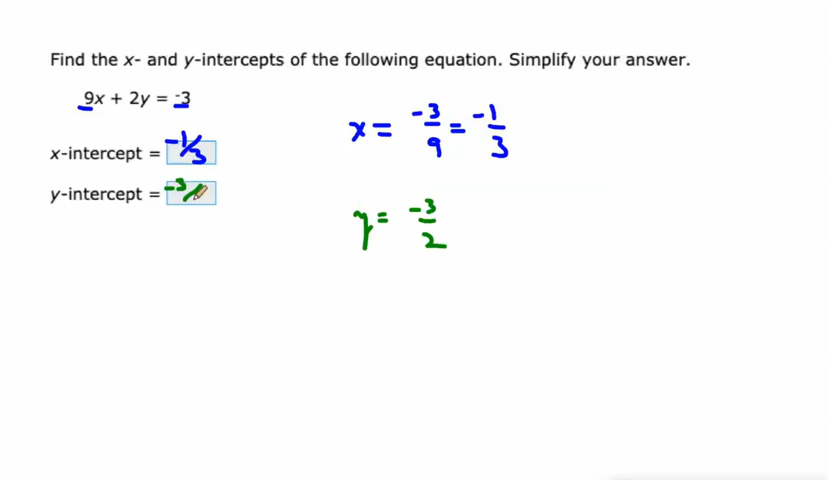 Find the x- and y-intercepts of the following equation. Simplify your answer.
9x + 2y = -3
x = -3/9 = -1/3
x-intercept = -1/3
y-intercept = -3/
y = -3/2